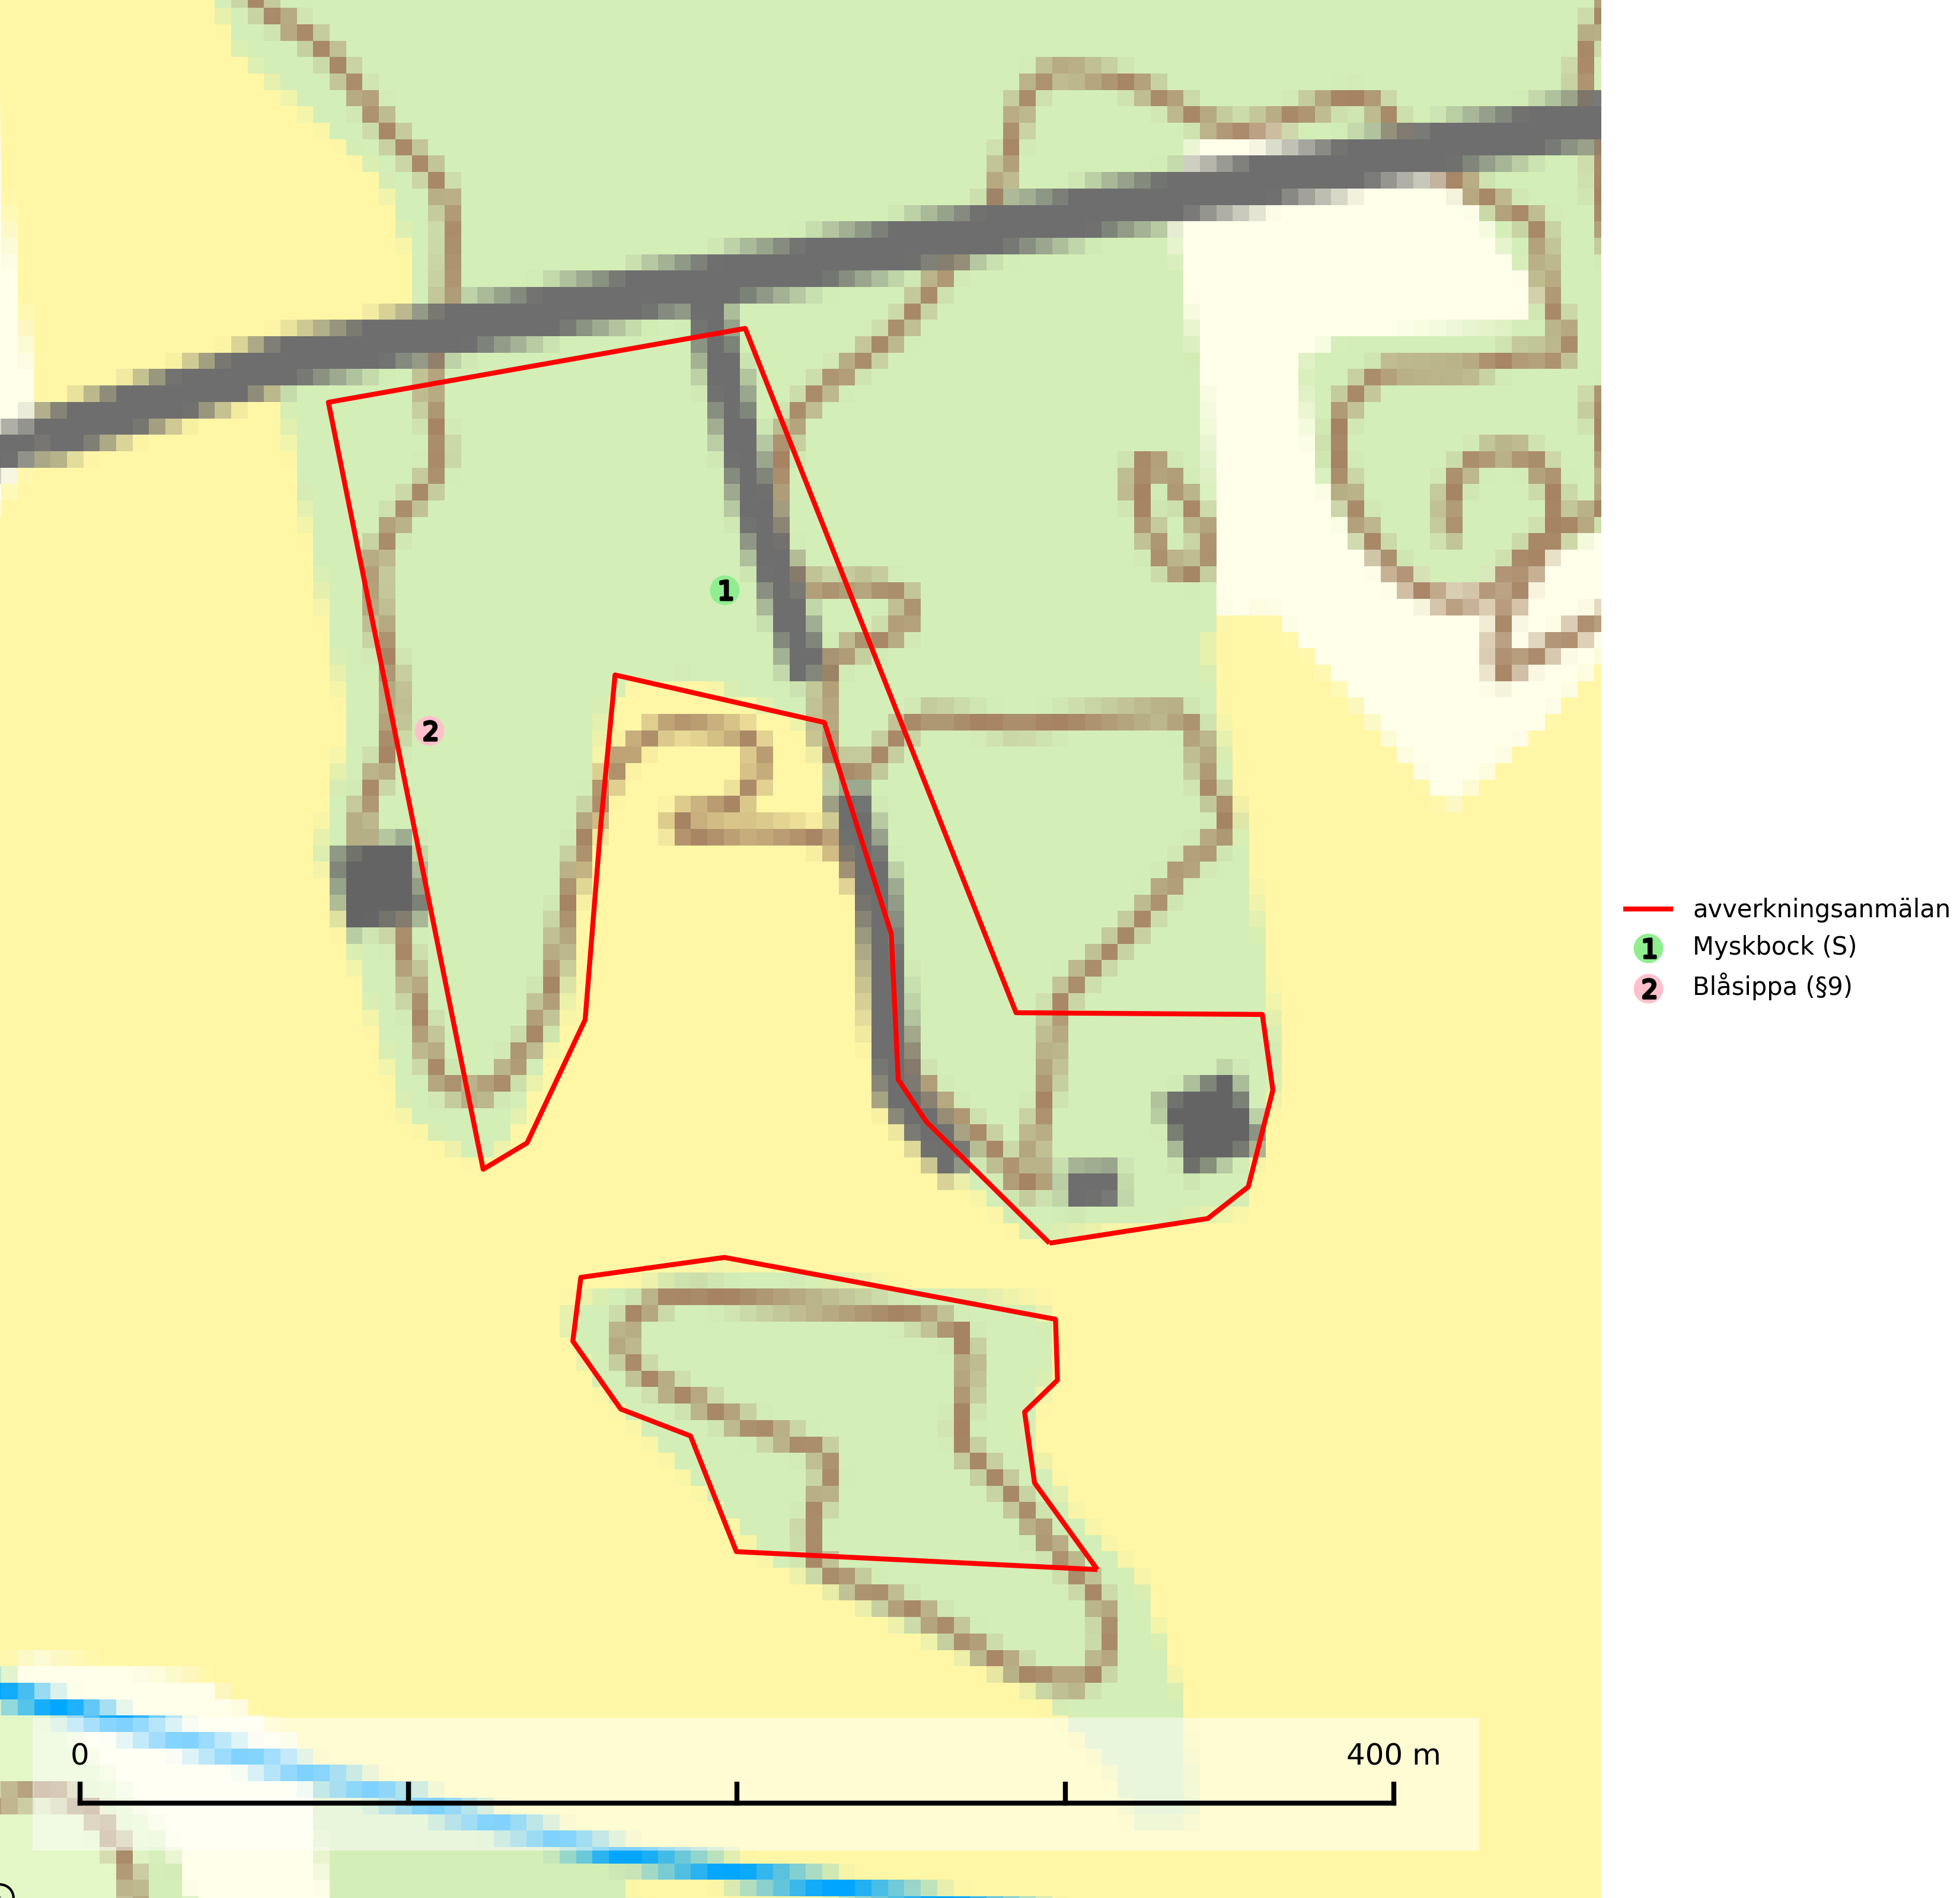 1
2
avverkningsanmälan
1 Myskbock (S)
2 Blåsippa (§9)
0 400 m